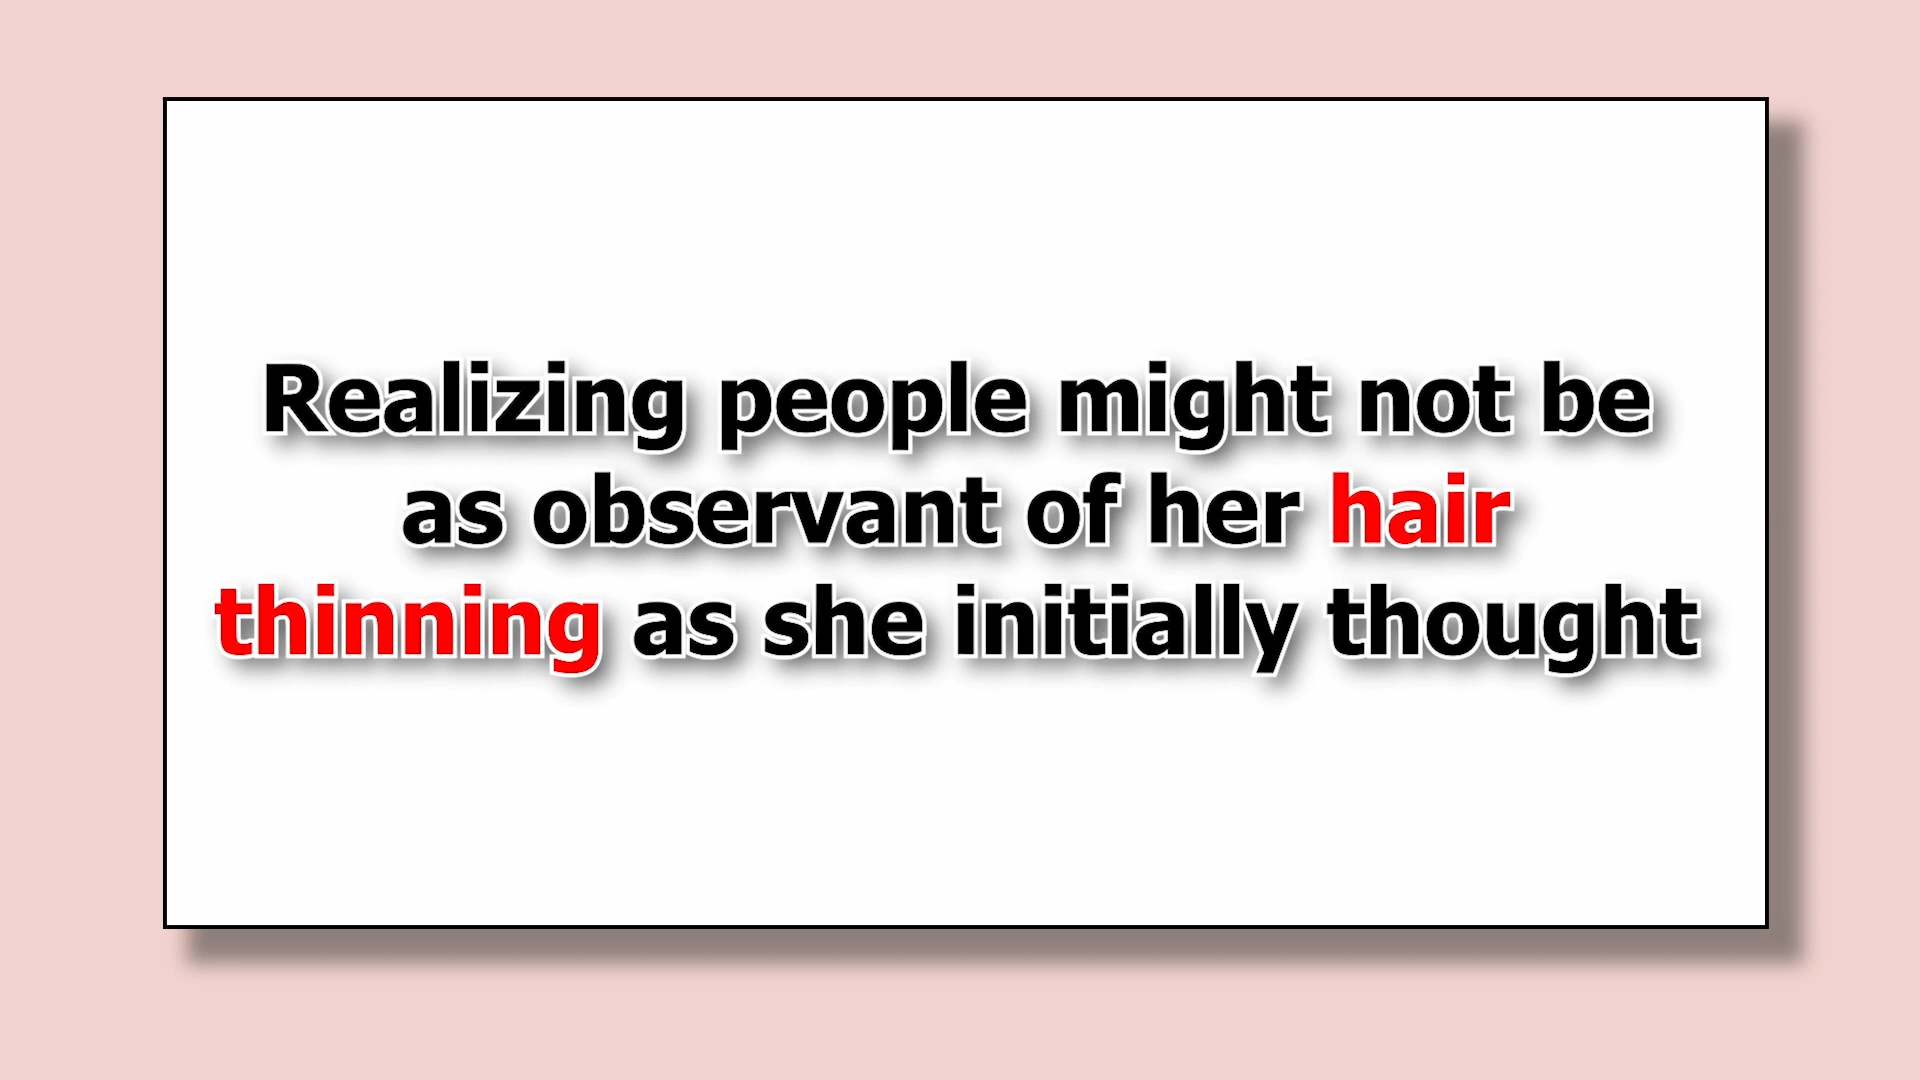 Realizing people might not be
as observant of her hair
thinning as she initially thought